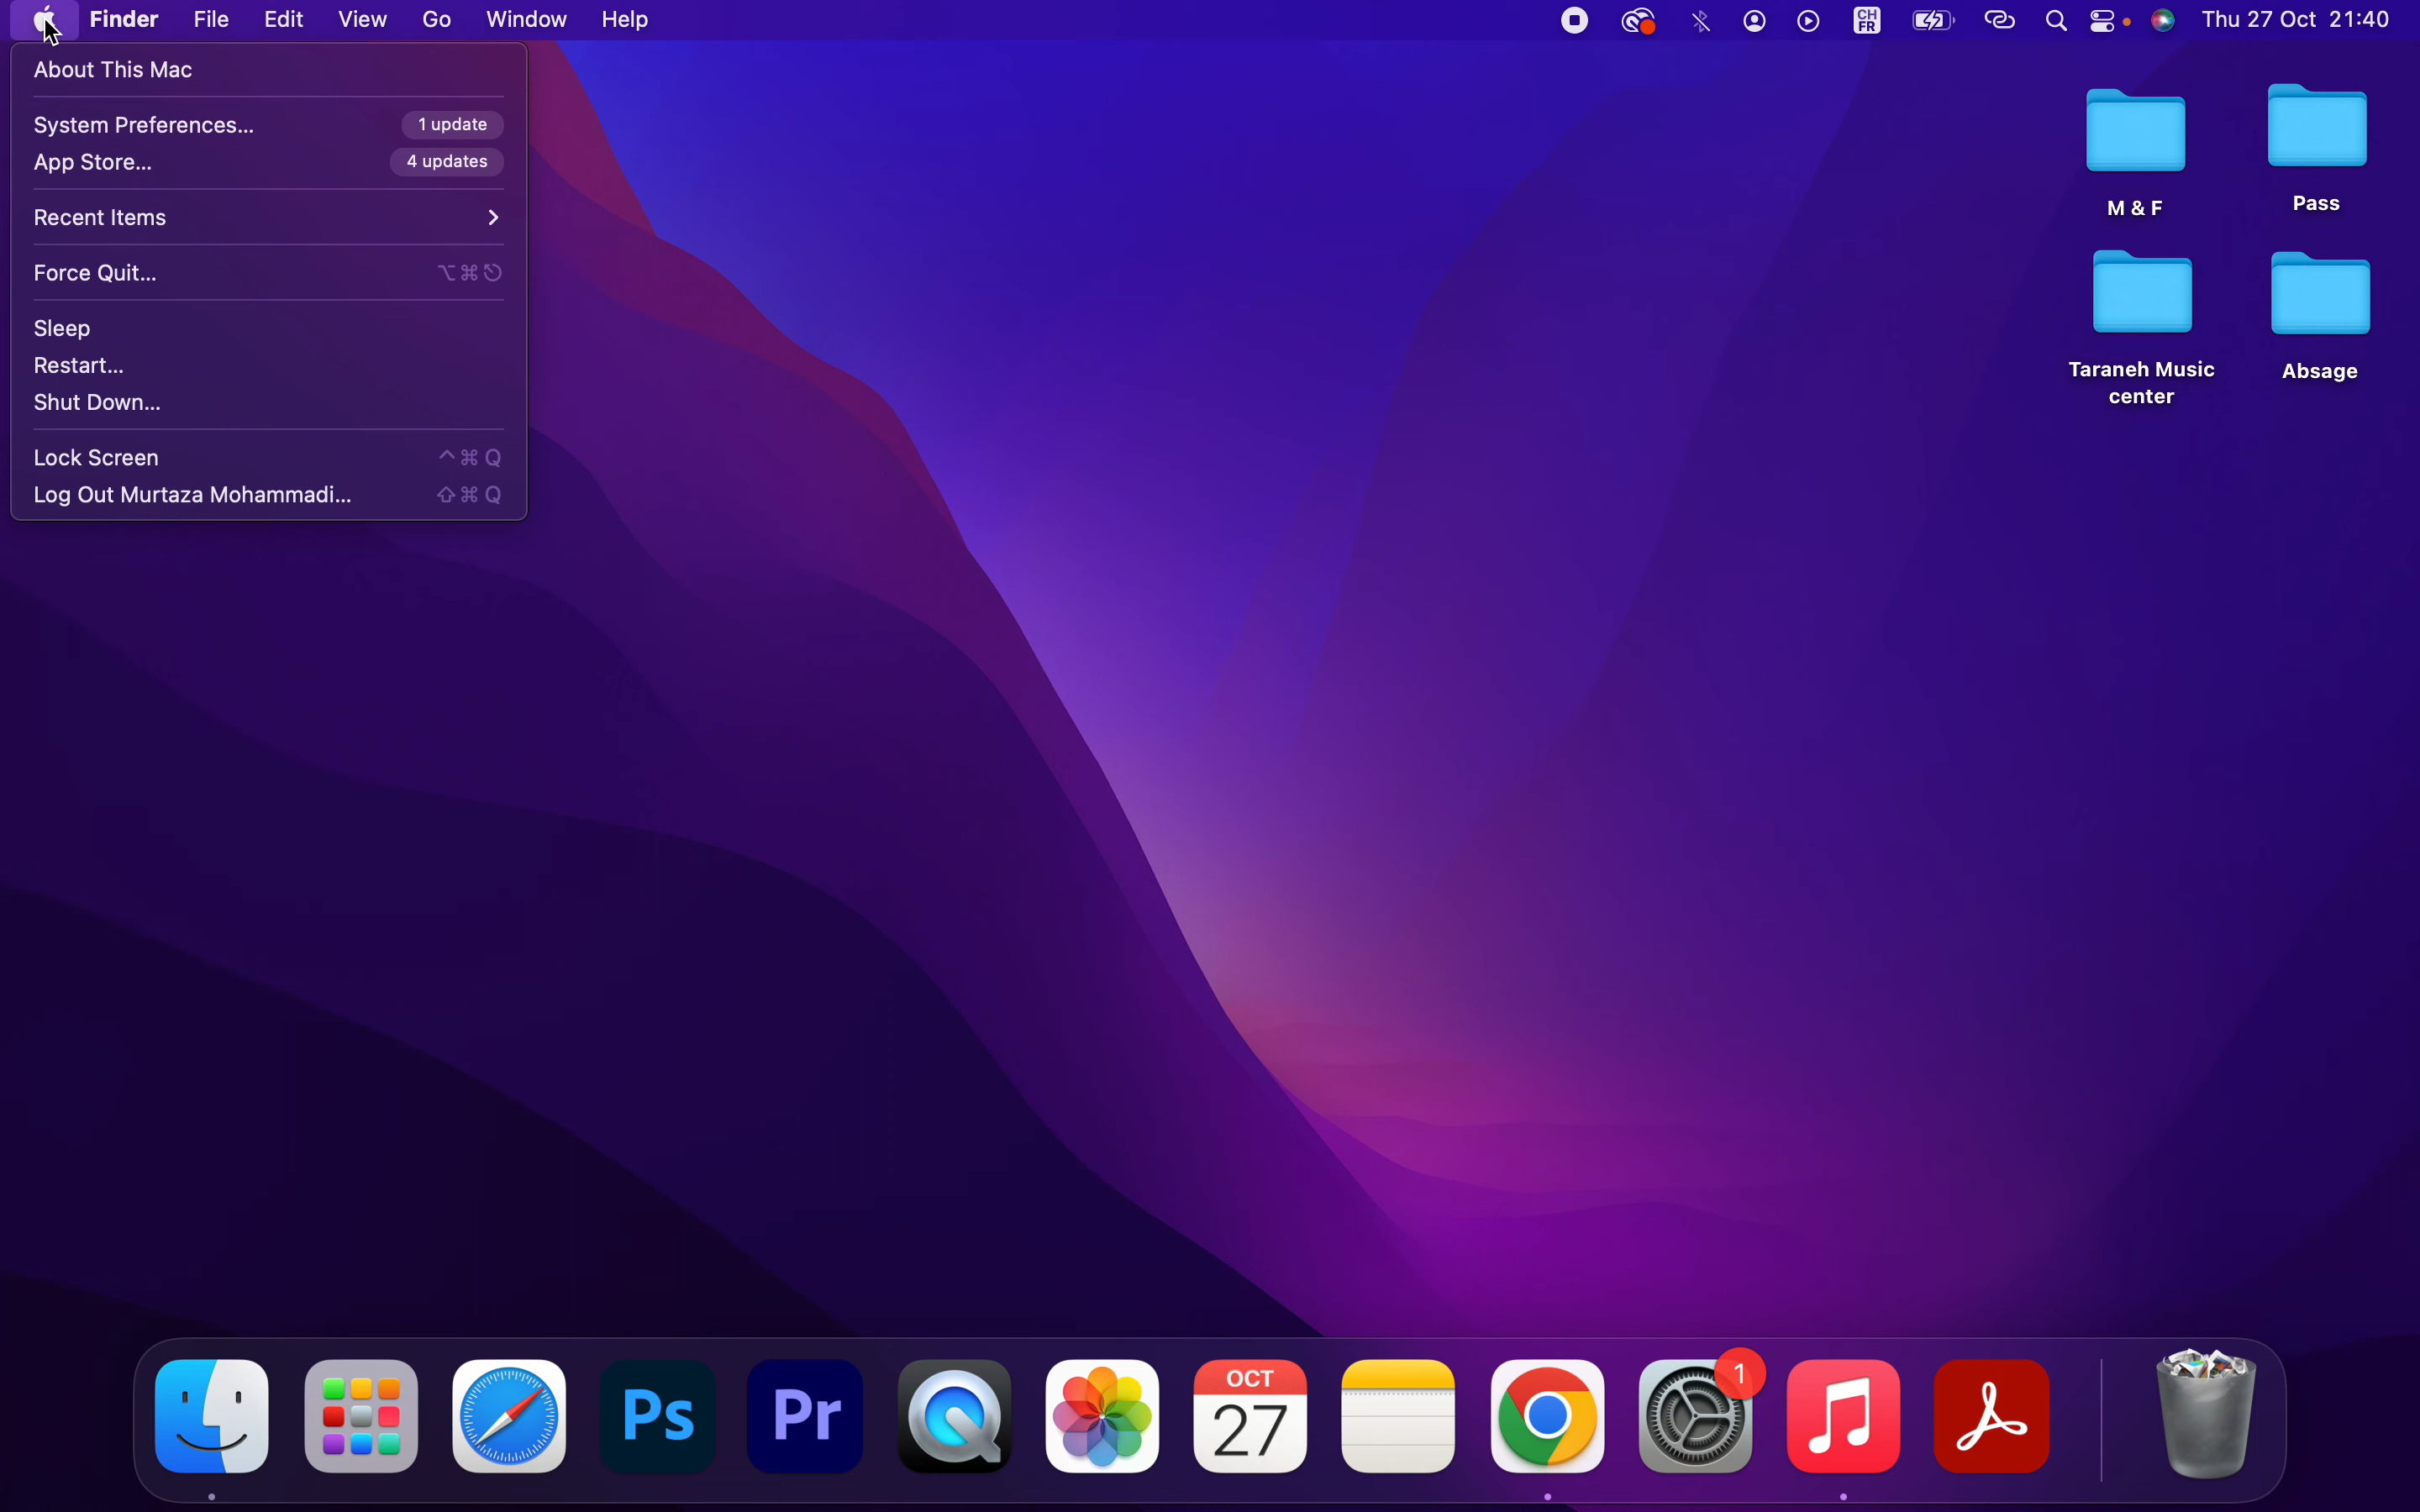 Finder File Edit View Go Window Help CH FR Thu 27 Oct 21:40
About This Mac
System Preferences... 1 update
App Store... 4 updates
Recent Items
Force Quit... ⌥⌘⎋
Sleep
Restart...
Shut Down...
Lock Screen ^⌘Q
Log Out Murtaza Mohammadi... ⇧⌘Q
M & F
Pass
Taraneh Music
center
Absage
Ps
Pr
OCT
27
1